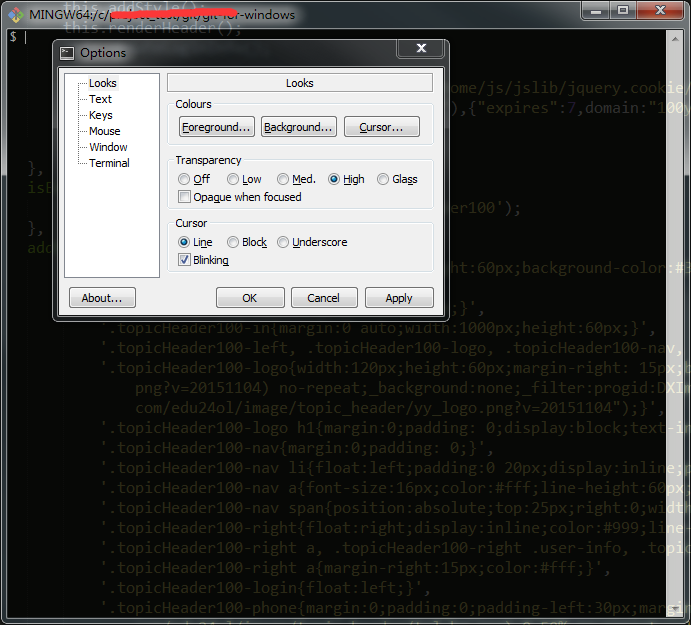 MINGW64:/c/
git-for-windows
this.addStyle();
this.renderHeader();
$
Options
Looks
Text
Keys
Mouse
Window
Terminal
Looks
Colours
Foreground...
Background...
Cursor...
Transparency
Off
Low
Med.
High
Glass
Opaque when focused
Cursor
Line
Block
Underscore
Blinking
About...
OK
Cancel
Apply
ome/js/jslib/jquery.cookie/
),{"expires":7,domain:"100y
},
er100');
},
ht:60px;background-color:#3
;}',
'.topicHeader100-in{margin:0 auto;width:1000px;height:60px;}',
'.topicHeader100-left, .topicHeader100-logo, .topicHeader100-nav,
'.topicHeader100-logo{width:120px;height:60px;margin-right: 15px;b
png?v=20151104) no-repeat;_background:none;_filter:progid:DXIm
com/edu24ol/image/topic_header/yy_logo.png?v=20151104");}',
'.topicHeader100-logo h1{margin:0;padding: 0;display:block;text-in
'.topicHeader100-nav{margin:0;padding: 0;}',
'.topicHeader100-nav li{float:left;padding:0 20px;display:inline;p
'.topicHeader100-nav a{font-size:16px;color:#fff;line-height:60px;
'.topicHeader100-nav span{position:absolute;top:25px;right:0;width
'.topicHeader100-right{float:right;display:inline;color:#999;line-
'.topicHeader100-right a, .topicHeader100-right .user-info, .topic
'.topicHeader100-right a{margin-right:15px;color:#fff;}',
'.topicHeader100-login{float:left;}',
'.topicHeader100-phone{margin:0;padding:0;padding-left:30px;margin